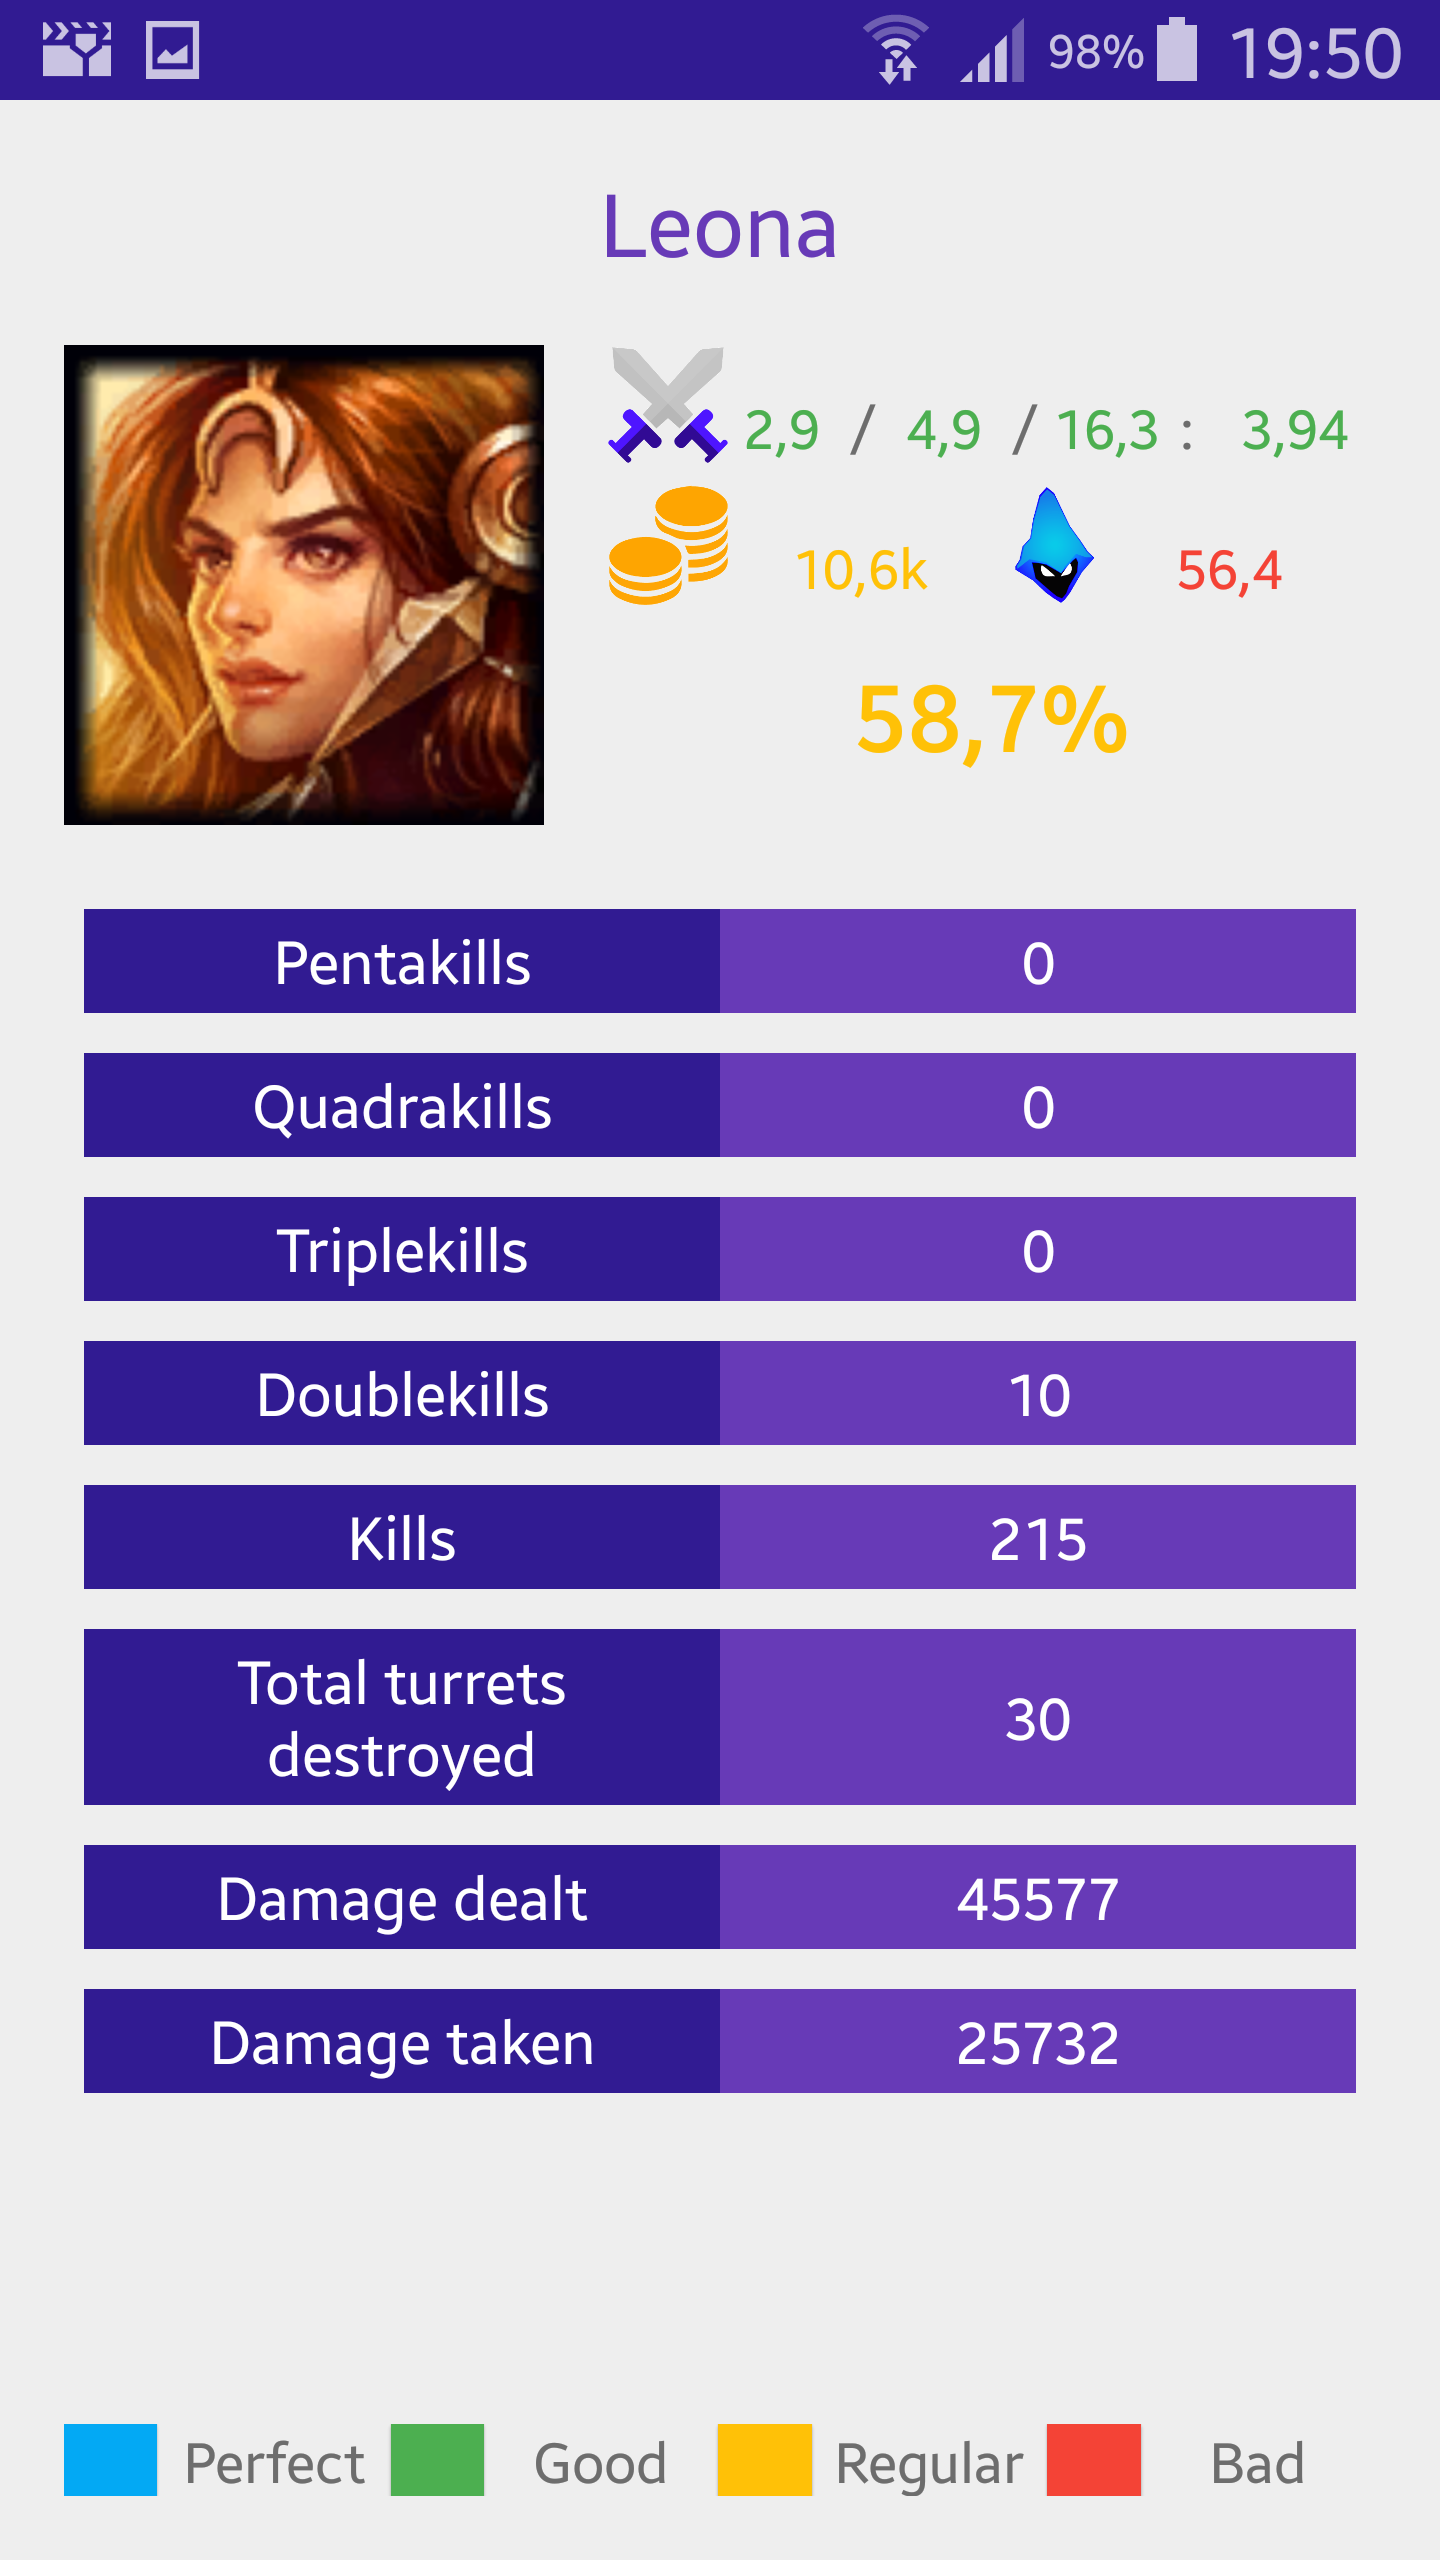 98% 19:50
Leona
2,9 / 4,9 / 16,3 : 3,94
10,6k 56,4
58,7%
Pentakills 0
Quadrakills 0
Triplekills 0
Doublekills 10
Kills 215
Total turrets
destroyed 30
Damage dealt 45577
Damage taken 25732
Perfect Good Regular Bad